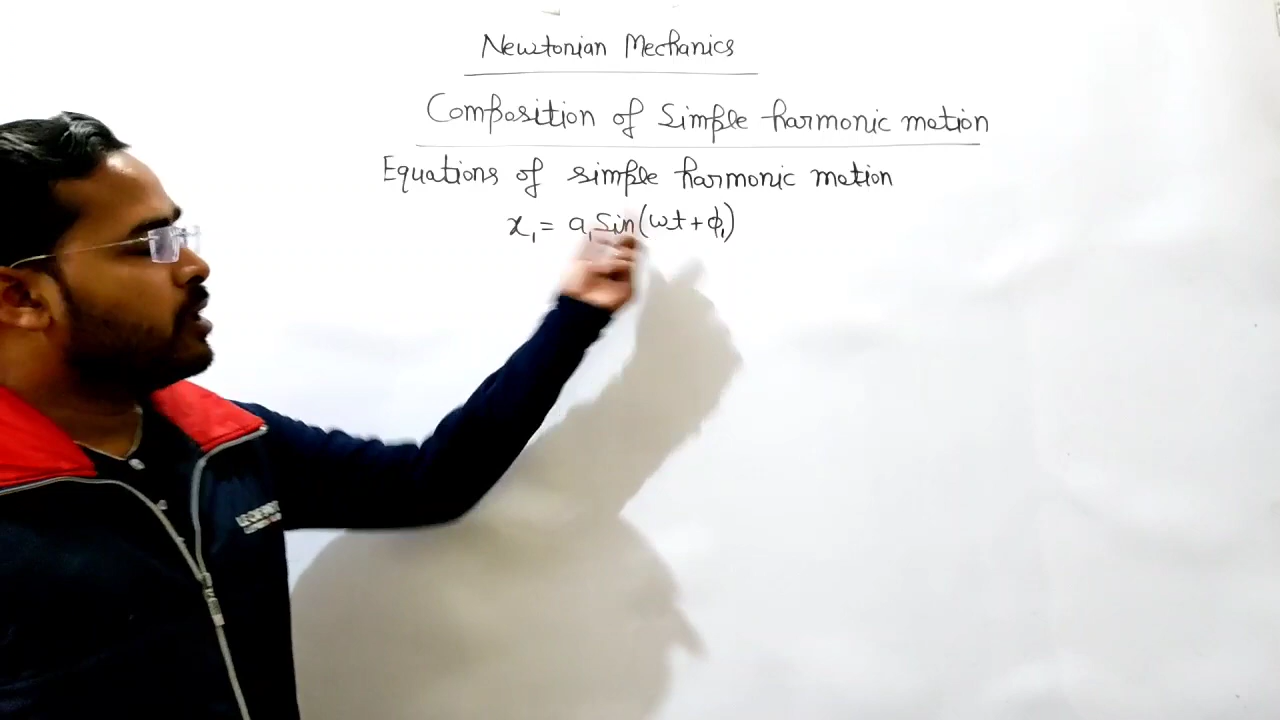 Newtonian Mechanics
Composition of Simple harmonic motion
Equations of simple harmonic motion
x₁ = a₁ Sin(ωt + ϕ₁)